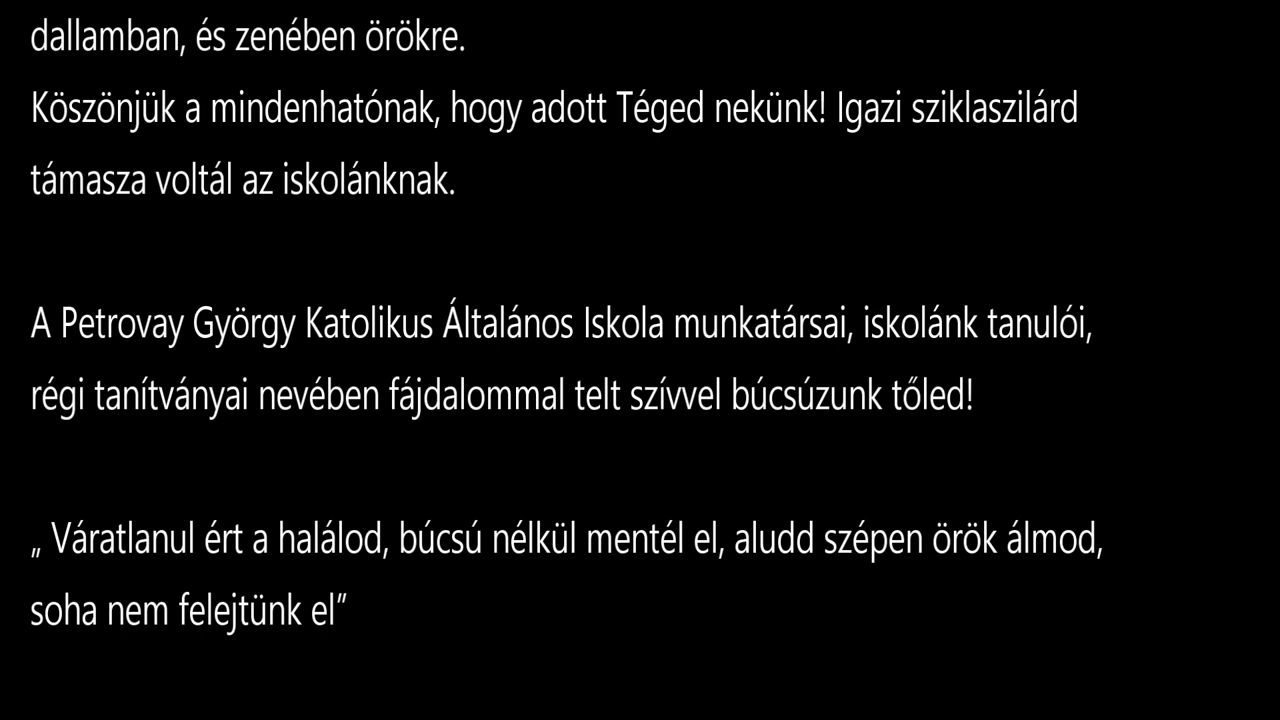 dallamban, és zenében örökre.
Köszönjük a mindenhatónak, hogy adott Téged nekünk! Igazi sziklaszilárd
támasza voltál az iskolánknak.
A Petrovay György Katolikus Általános Iskola munkatársai, iskolánk tanulói,
régi tanítványai nevében fájdalommal telt szívvel búcsúzunk tőled!
„ Váratlanul ért a halálod, búcsú nélkül mentél el, aludd szépen örök álmod,
soha nem felejtünk el”